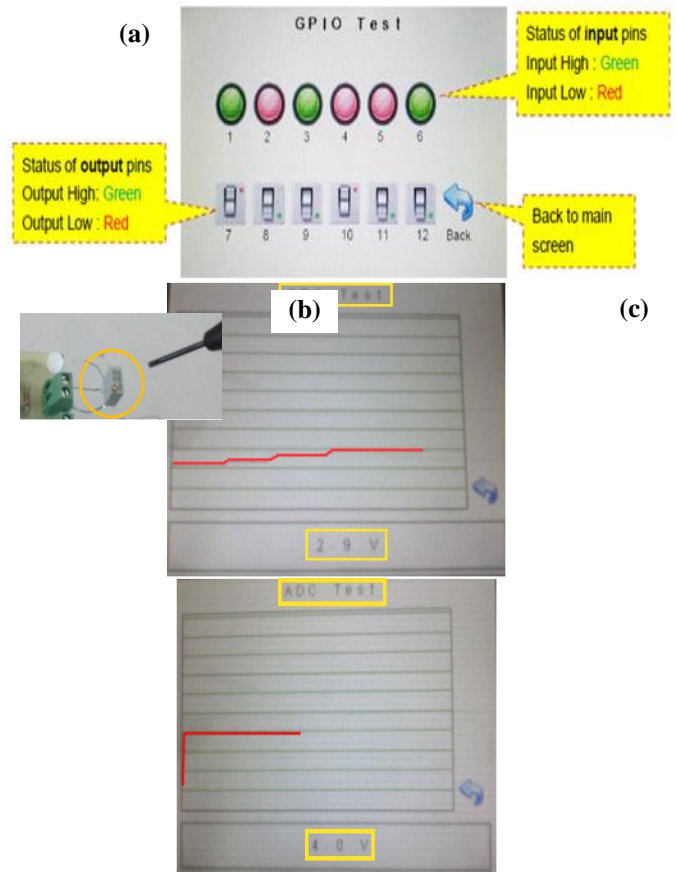 (a)
GPIO Test
Status of input pins
Input High : Green
Input Low : Red
1 2 3 4 5 6
Status of output pins
Output High: Green
Output Low : Red
7 8 9 10 11 12 Back
Back to main
screen
(b)
Test
(c)
2.9 V
ADC Test
4.0 V